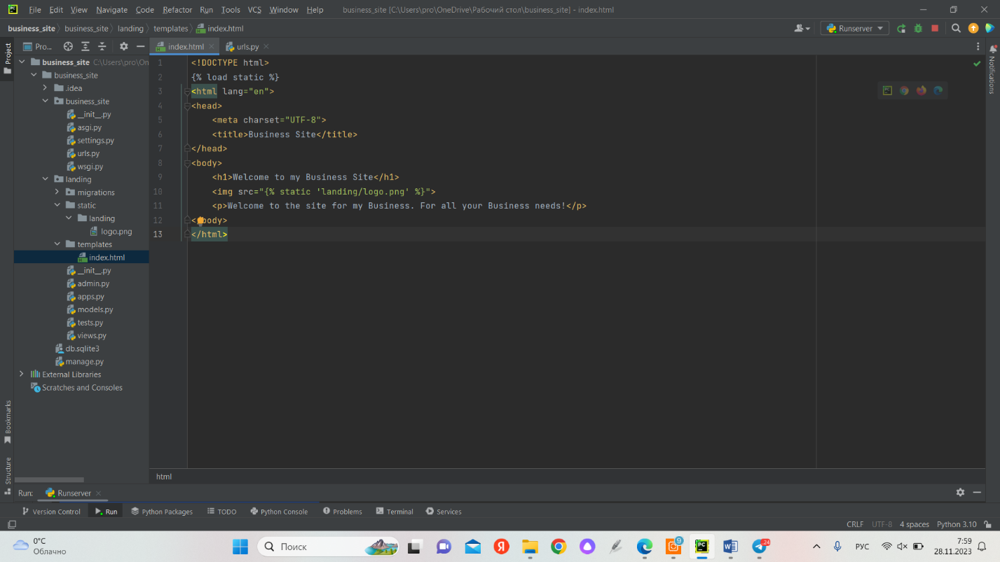 File Edit View Navigate Code Refactor Run Tools VCS Window Help business_site [C:\Users\pro\OneDrive\Рабочий стол\business_site] - index.html
business_site business_site landing templates index.html Runserver
Pro... index.html urls.py
Project
Notifications
Bookmarks
Structure
business_site C:\Users\pro\On
business_site
.idea
business_site
__init__.py
asgi.py
settings.py
urls.py
wsgi.py
landing
migrations
static
landing
logo.png
templates
index.html
__init__.py
admin.py
apps.py
models.py
tests.py
views.py
db.sqlite3
manage.py
External Libraries
Scratches and Consoles
1 <!DOCTYPE html>
2 {% load static %}
3 <html lang="en">
4 <head>
5 <meta charset="UTF-8">
6 <title>Business Site</title>
7 </head>
8 <body>
9 <h1>Welcome to my Business Site</h1>
10 <img src="{% static 'landing/logo.png' %}">
11 <p>Welcome to the site for my Business. For all your Business needs!</p>
12 </body>
13 </html>
html
Run: Runserver
Version Control Run Python Packages TODO Python Console Problems Terminal Services
CRLF UTF-8 4 spaces Python 3.10
0°C
Облачно
Поиск
9
24
РУС
7:59
28.11.2023